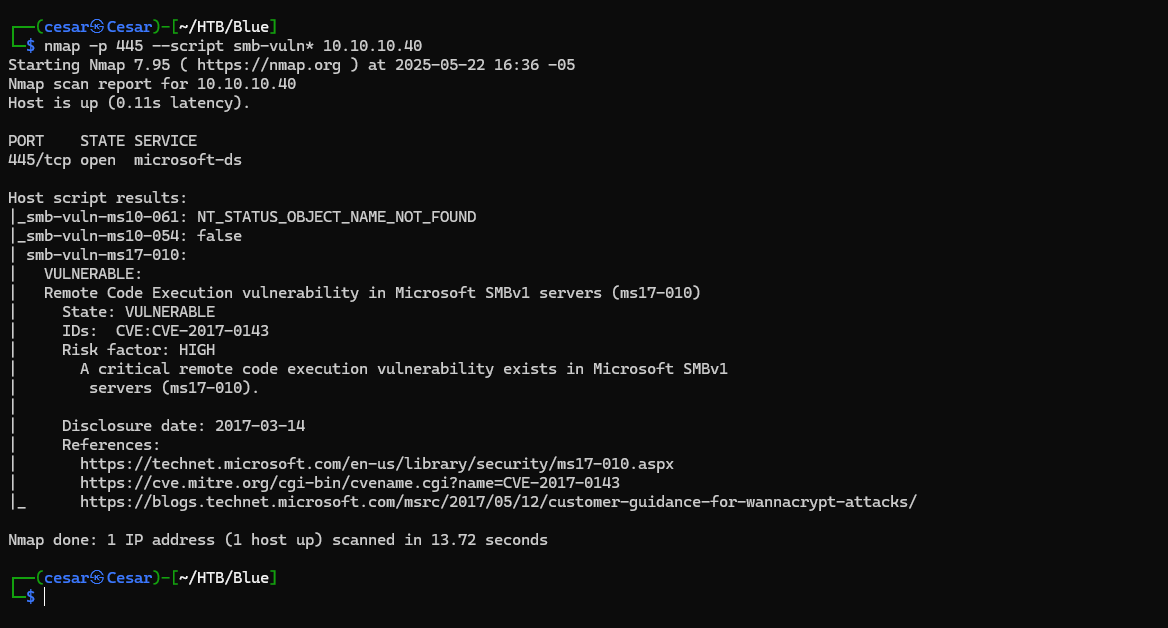 ┌──(cesar㉿Cesar)-[~/HTB/Blue]
└─$ nmap -p 445 --script smb-vuln* 10.10.10.40
Starting Nmap 7.95 ( https://nmap.org ) at 2025-05-22 16:36 -05
Nmap scan report for 10.10.10.40
Host is up (0.11s latency).

PORT    STATE SERVICE
445/tcp open  microsoft-ds

Host script results:
|_smb-vuln-ms10-061: NT_STATUS_OBJECT_NAME_NOT_FOUND
|_smb-vuln-ms10-054: false
| smb-vuln-ms17-010:
|   VULNERABLE:
|   Remote Code Execution vulnerability in Microsoft SMBv1 servers (ms17-010)
|     State: VULNERABLE
|     IDs:  CVE:CVE-2017-0143
|     Risk factor: HIGH
|       A critical remote code execution vulnerability exists in Microsoft SMBv1
|        servers (ms17-010).
|
|     Disclosure date: 2017-03-14
|     References:
|       https://technet.microsoft.com/en-us/library/security/ms17-010.aspx
|       https://cve.mitre.org/cgi-bin/cvename.cgi?name=CVE-2017-0143
|_      https://blogs.technet.microsoft.com/msrc/2017/05/12/customer-guidance-for-wannacrypt-attacks/

Nmap done: 1 IP address (1 host up) scanned in 13.72 seconds

┌──(cesar㉿Cesar)-[~/HTB/Blue]
└─$